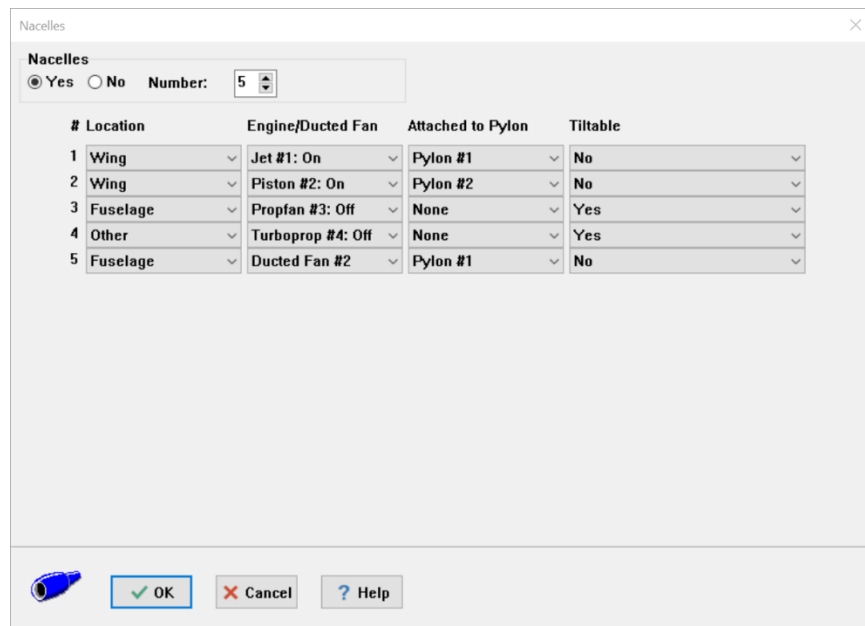 Nacelles
Nacelles
Yes No Number: 5
# Location Engine/Ducted Fan Attached to Pylon Tiltable
1 Wing Jet #1: On Pylon #1 No
2 Wing Piston #2: On Pylon #2 No
3 Fuselage Propfan #3: Off None Yes
4 Other Turboprop #4: Off None Yes
5 Fuselage Ducted Fan #2 Pylon #1 No
OK Cancel ? Help